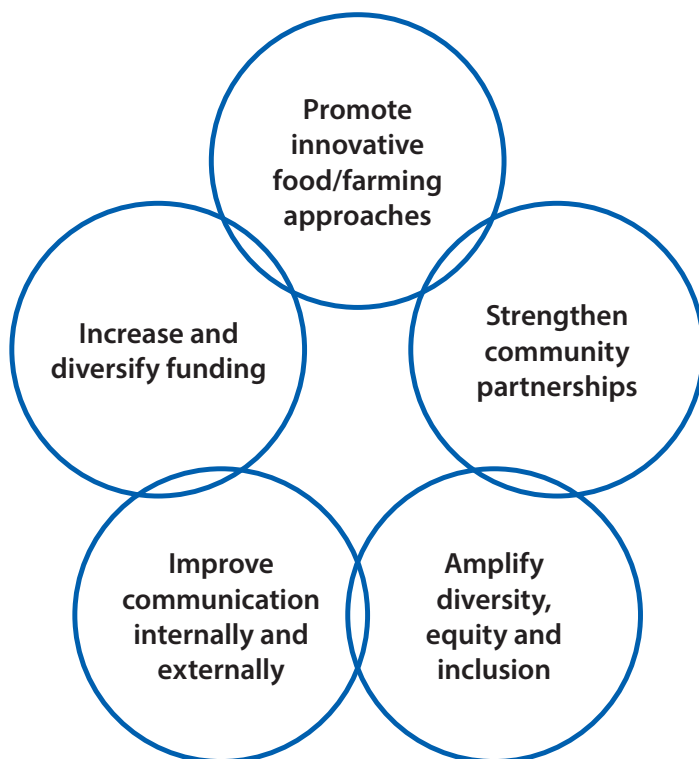 Promote
innovative
food/farming
approaches
Increase and
diversify funding
Strengthen
community
partnerships
Improve
communication
internally and
externally
Amplify
diversity,
equity and
inclusion